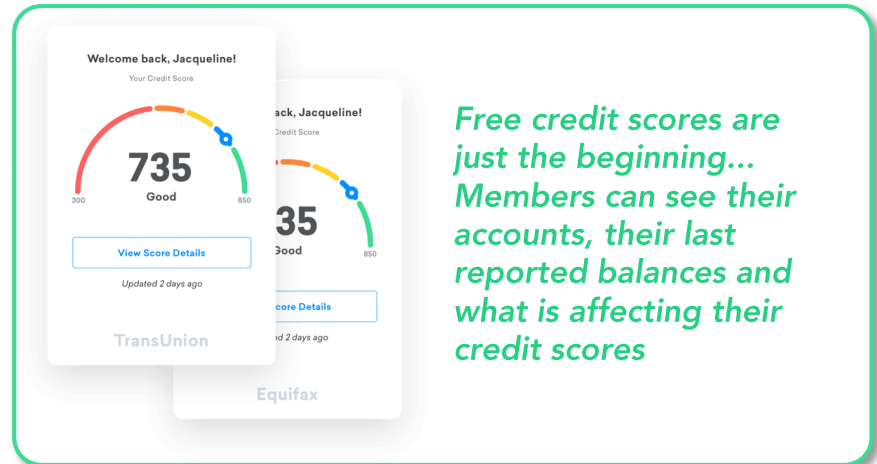 Welcome back, Jacqueline!
Your Credit Score
735
Good
300
850
View Score Details
Updated 2 days ago
TransUnion
back, Jacqueline!
Credit Score
35
Good
850
core Details
ed 2 days ago
Equifax
Free credit scores are
just the beginning...
Members can see their
accounts, their last
reported balances and
what is affecting their
credit scores